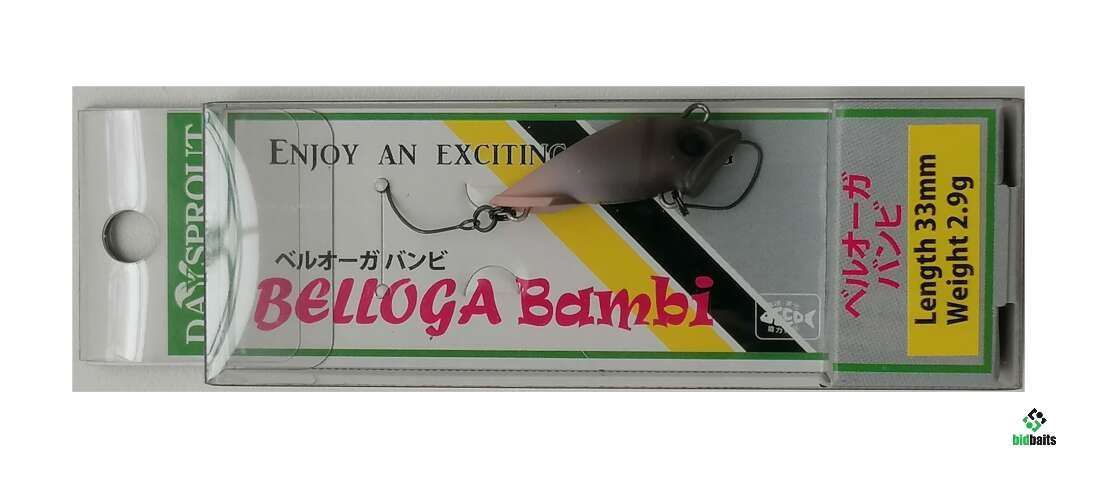 DAYSPROUT
ENJOY AN EXCITING
ベルオーガ バンビ
BELLOGA Bambi
ベルオーガ
バンビ
Length 33mm
Weight 2.9g
bidbaits